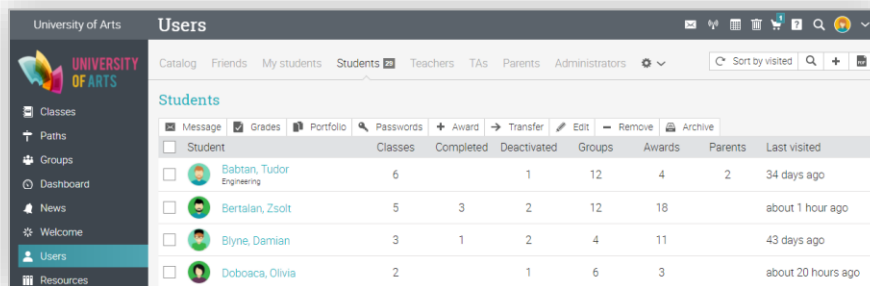 University of Arts
Users
1
UNIVERSITY
OF ARTS
Catalog Friends My students Students 29 Teachers TAs Parents Administrators
Sort by visited
Students
Classes
Paths
Groups
Dashboard
News
Welcome
Users
Resources
Message Grades Portfolio Passwords Award Transfer Edit Remove Archive
Student Classes Completed Deactivated Groups Awards Parents Last visited
Babtan, Tudor 6 1 12 4 2 34 days ago
Engineering
Bertalan, Zsolt 5 3 2 12 18 about 1 hour ago
Blyne, Damian 3 1 2 4 11 43 days ago
Doboaca, Olivia 2 1 6 3 about 20 hours ago